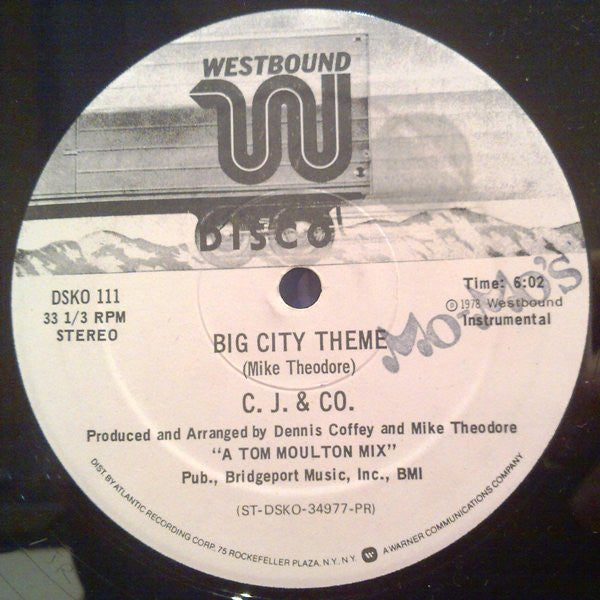 WESTBOUND
W
DISCO
DSKO 111
33 1/3 RPM
STEREO
Time: 6:02
℗ 1978 Westbound
Instrumental
Mo-Mo's
BIG CITY THEME
(Mike Theodore)
C. J. & CO.
Produced and Arranged by Dennis Coffey and Mike Theodore
“A TOM MOULTON MIX”
Pub., Bridgeport Music, Inc., BMI
(ST-DSKO-34977-PR)
DIST. BY ATLANTIC RECORDING CORP. 75 ROCKEFELLER PLAZA, N.Y., N.Y. W A WARNER COMMUNICATIONS COMPANY